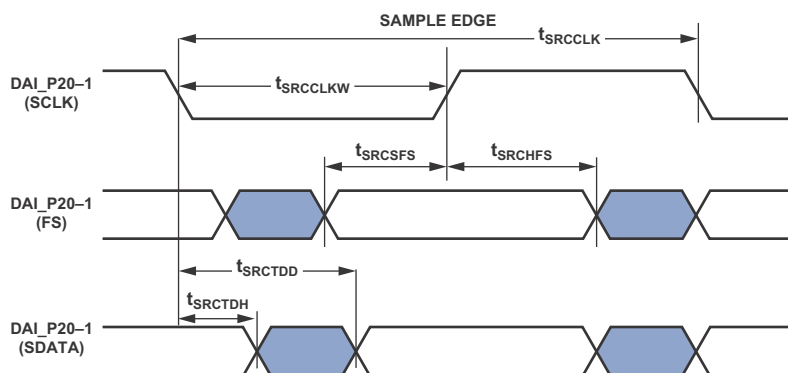 SAMPLE EDGE
tSRCCLK
DAI_P20–1
(SCLK)
tSRCCLKW
tSRCSFS
tSRCHFS
DAI_P20–1
(FS)
tSRCTDD
tSRCTDH
DAI_P20–1
(SDATA)